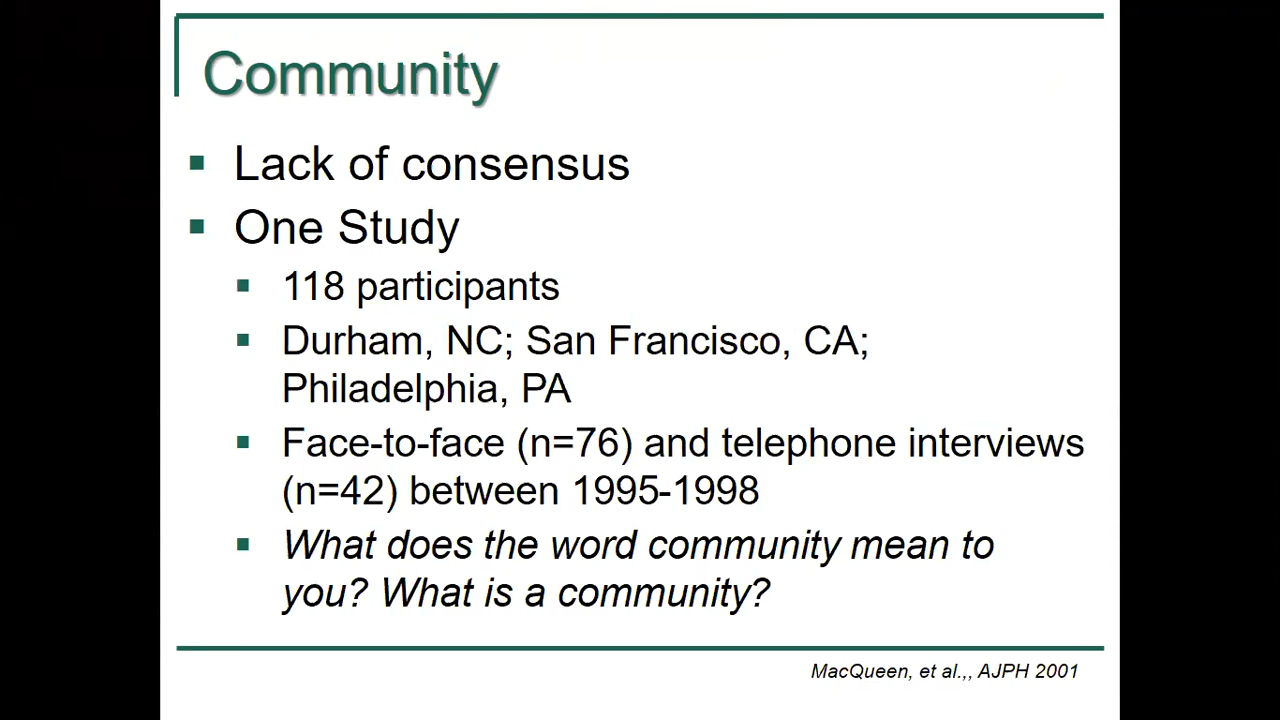 Community
▪ Lack of consensus
▪ One Study
▪ 118 participants
▪ Durham, NC; San Francisco, CA;
Philadelphia, PA
▪ Face-to-face (n=76) and telephone interviews
(n=42) between 1995-1998
▪ What does the word community mean to
you? What is a community?
MacQueen, et al.,, AJPH 2001